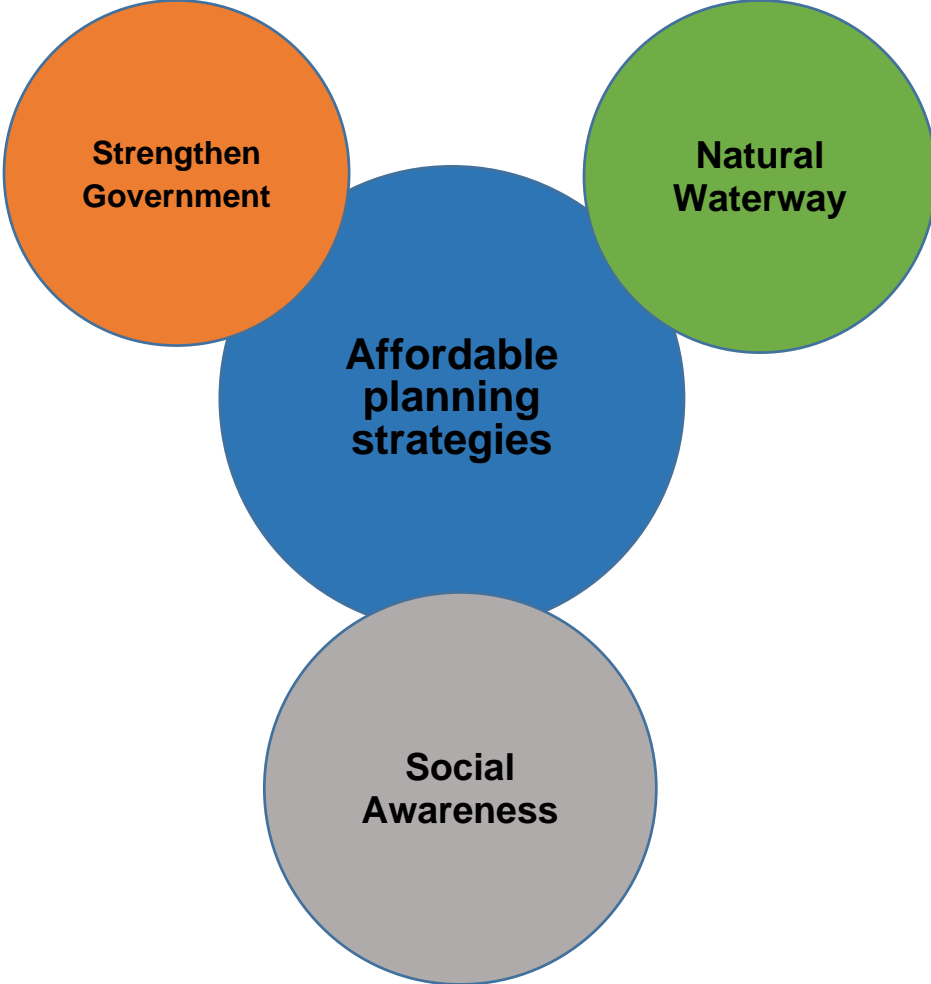 Strengthen
Government
Natural
Waterway
Affordable
planning
strategies
Social
Awareness